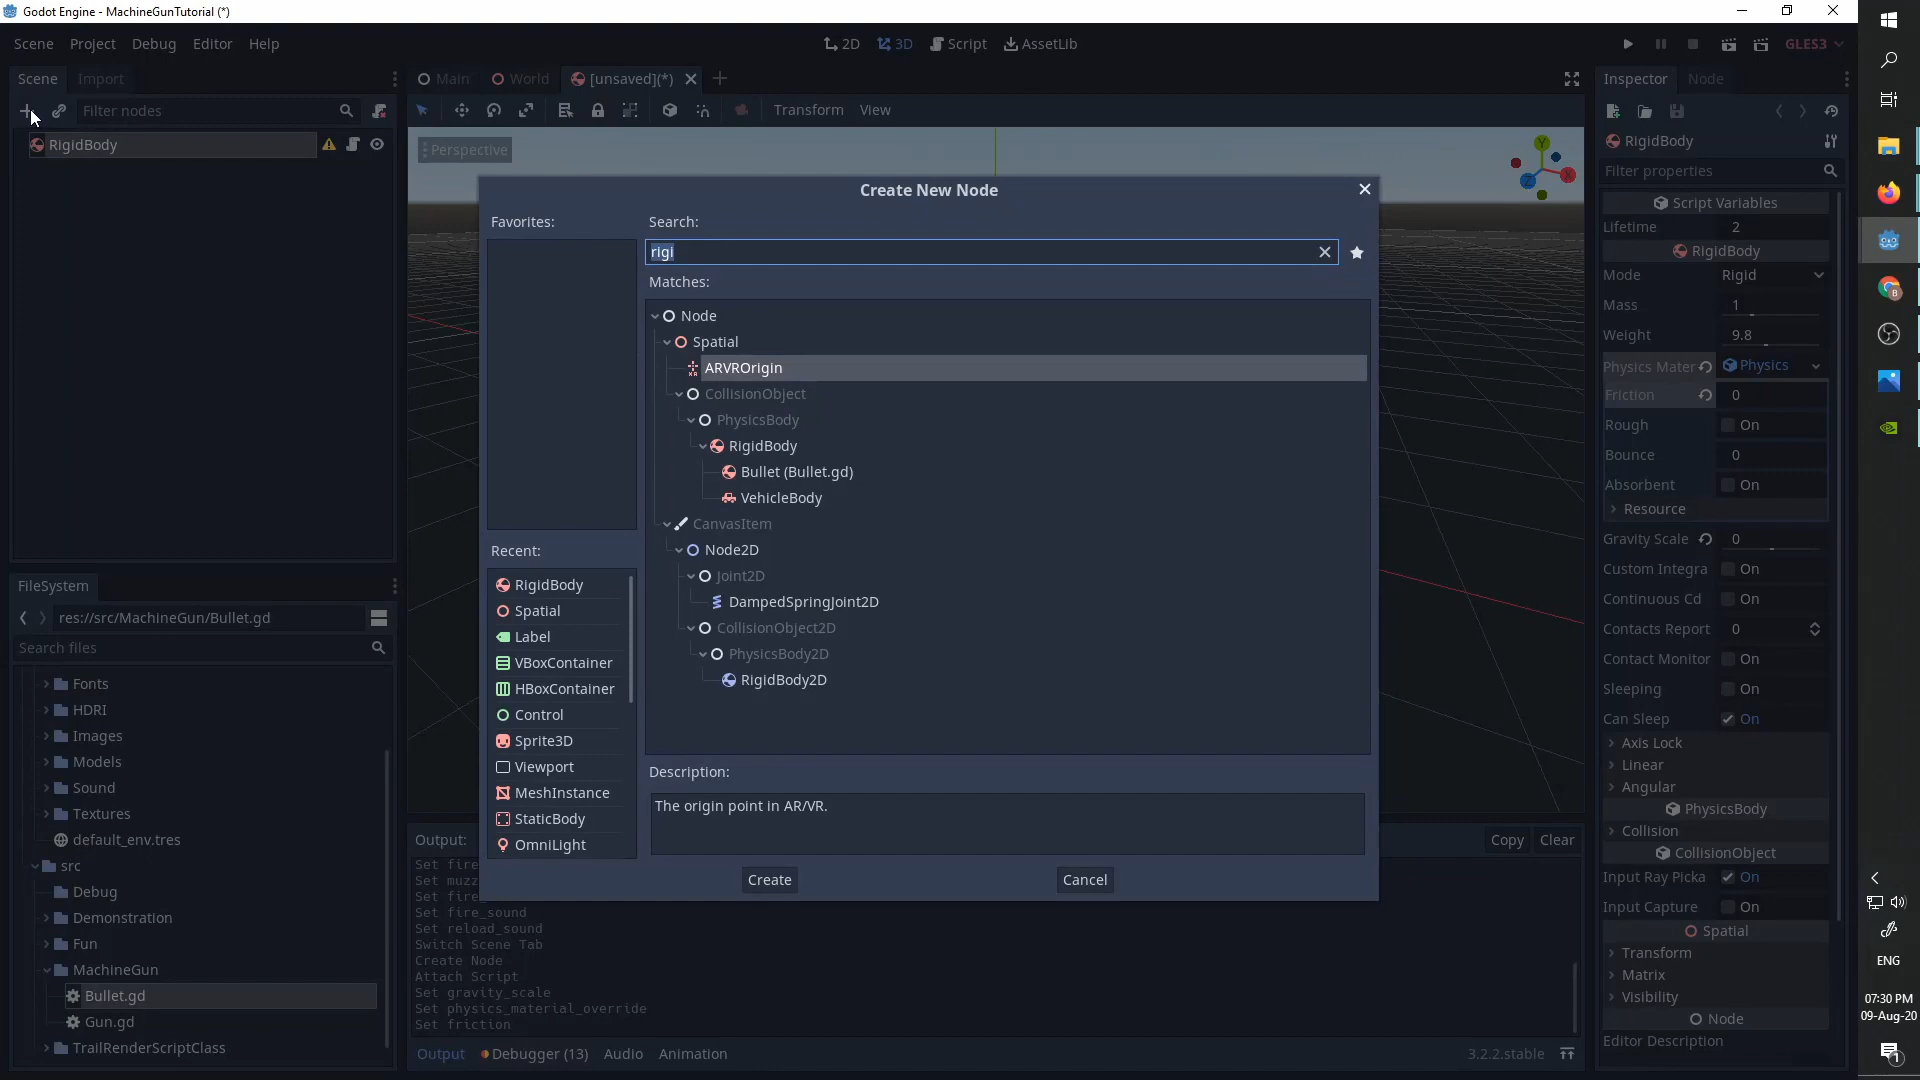 Godot Engine - MachineGunTutorial (*)
Scene Project Debug Editor Help
2D 3D Script AssetLib
GLES3
Scene Import
Main World [unsaved](*)
Inspector Node
Filter nodes
Transform View
RigidBody
Perspective
Y
X
Z
RigidBody
Filter properties
Script Variables
Lifetime 2
RigidBody
Mode Rigid
Mass 1
Weight 9.8
Physics Mater Physics
Friction 0
Rough On
Bounce 0
Absorbent On
Resource
Gravity Scale 0
Custom Integra On
Continuous Cd On
Contacts Report 0
Contact Monitor On
Sleeping On
Can Sleep On
Axis Lock
Linear
Angular
PhysicsBody
Collision
CollisionObject
Input Ray Picka On
Input Capture On
Spatial
Transform
Matrix
Visibility
Node
Editor Description
Create New Node
Favorites:
Search:
rigi
Matches:
Node
Spatial
ARVROrigin
CollisionObject
PhysicsBody
RigidBody
Bullet (Bullet.gd)
VehicleBody
CanvasItem
Node2D
Joint2D
DampedSpringJoint2D
CollisionObject2D
PhysicsBody2D
RigidBody2D
Recent:
RigidBody
Spatial
Label
VBoxContainer
HBoxContainer
Control
Sprite3D
Viewport
MeshInstance
StaticBody
OmniLight
Description:
The origin point in AR/VR.
Create Cancel
FileSystem
res://src/MachineGun/Bullet.gd
Search files
Fonts
HDRI
Images
Models
Sound
Textures
default_env.tres
src
Debug
Demonstration
Fun
MachineGun
Bullet.gd
Gun.gd
TrailRenderScriptClass
Output:
Copy Clear
Set fire
Set muzz
Set fire
Set fire_sound
Set reload_sound
Switch Scene Tab
Create Node
Attach Script
Set gravity_scale
Set physics_material_override
Set friction
Output Debugger (13) Audio Animation
3.2.2.stable
B
ENG
07:30 PM
09-Aug-20
1